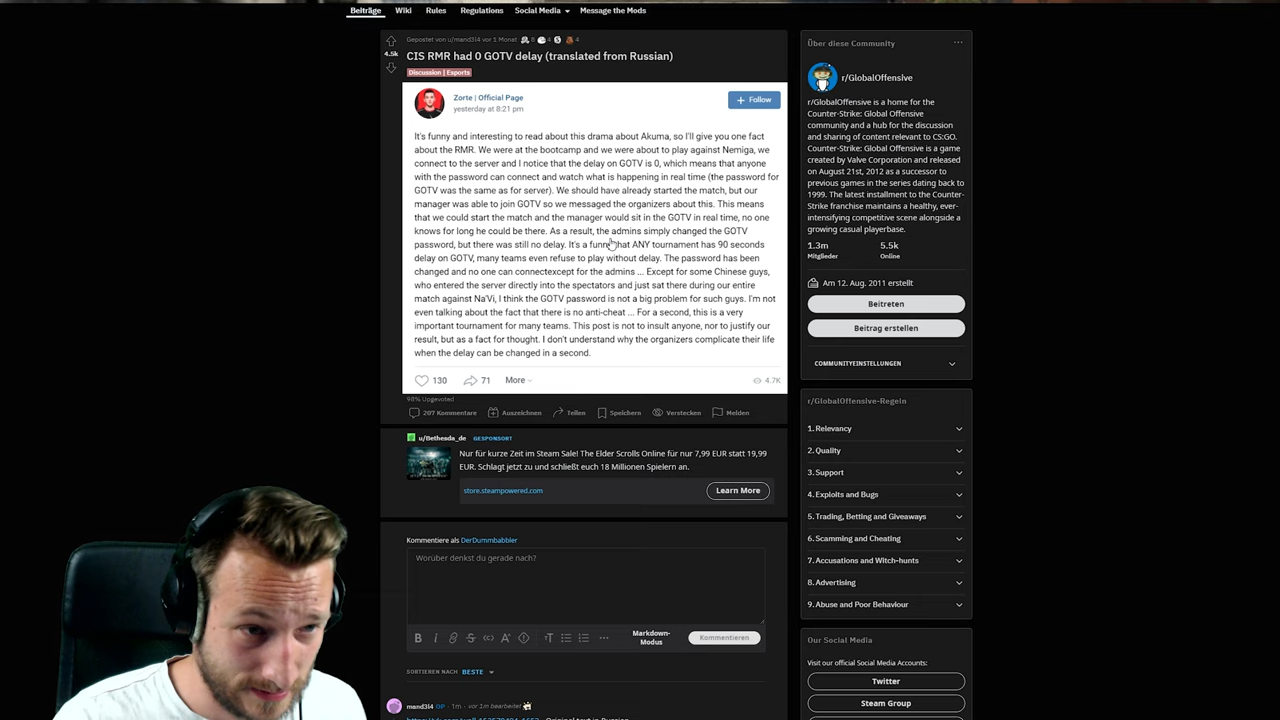 Beiträge Wiki Rules Regulations Social Media Message the Mods
4.5k
Gepostet von u/mand3l4 vor 1 Monat 4
CIS RMR had 0 GOTV delay (translated from Russian)
Discussion | Esports
Zorte | Official Page
yesterday at 8:21 pm
+ Follow
It's funny and interesting to read about this drama about Akuma, so I'll give you one fact
about the RMR. We were at the bootcamp and we were about to play against Nemiga, we
connect to the server and I notice that the delay on GOTV is 0, which means that anyone
with the password can connect and watch what is happening in real time (the password for
GOTV was the same as for server). We should have already started the match, but our
manager was able to join GOTV so we messaged the organizers about this. This means
that we could start the match and the manager would sit in the GOTV in real time, no one
knows for long he could be there. As a result, the admins simply changed the GOTV
password, but there was still no delay. It's a funny that ANY tournament has 90 seconds
delay on GOTV, many teams even refuse to play without delay. The password has been
changed and no one can connectexcept for the admins ... Except for some Chinese guys,
who entered the server directly into the spectators and just sat there during our entire
match against Na'Vi, I think the GOTV password is not a big problem for such guys. I'm not
even talking about the fact that there is no anti-cheat ... For a second, this is a very
important tournament for many teams. This post is not to insult anyone, nor to justify our
result, but as a fact for thought. I don't understand why the organizers complicate their life
when the delay can be changed in a second.
130 71 More 4.7K
98% Upgevoted
207 Kommentare Auszeichnen Teilen Speichern Verstecken Melden
u/Bethesda_de GESPONSERT
Nur für kurze Zeit im Steam Sale! The Elder Scrolls Online für nur 7,99 EUR statt 19,99
EUR. Schlagt jetzt zu und schließt euch 18 Millionen Spielern an.
store.steampowered.com
Learn More
Kommentiere als DerDummbabbler
Worüber denkst du gerade nach?
B i A T ... Markdown-
Modus
Kommentieren
SORTIEREN NACH BESTE
mand3l4 OP · 1m · vor 1m bearbeitet
Über diese Community ...
r/GlobalOffensive
r/GlobalOffensive is a home for the
Counter-Strike: Global Offensive
community and a hub for the discussion
and sharing of content relevant to CS:GO.
Counter-Strike: Global Offensive is a game
created by Valve Corporation and released
on August 21st, 2012 as a successor to
previous games in the series dating back to
1999. The latest installment to the Counter-
Strike franchise maintains a healthy, ever-
intensifying competitive scene alongside a
growing casual playerbase.
1.3m 5.5k
Mitglieder Online
Am 12. Aug. 2011 erstellt
Beitreten
Beitrag erstellen
COMMUNITYEINSTELLUNGEN
r/GlobalOffensive-Regeln
1. Relevancy
2. Quality
3. Support
4. Exploits and Bugs
5. Trading, Betting and Giveaways
6. Scamming and Cheating
7. Accusations and Witch-hunts
8. Advertising
9. Abuse and Poor Behaviour
Our Social Media
Visit our official Social Media Accounts:
Twitter
Steam Group